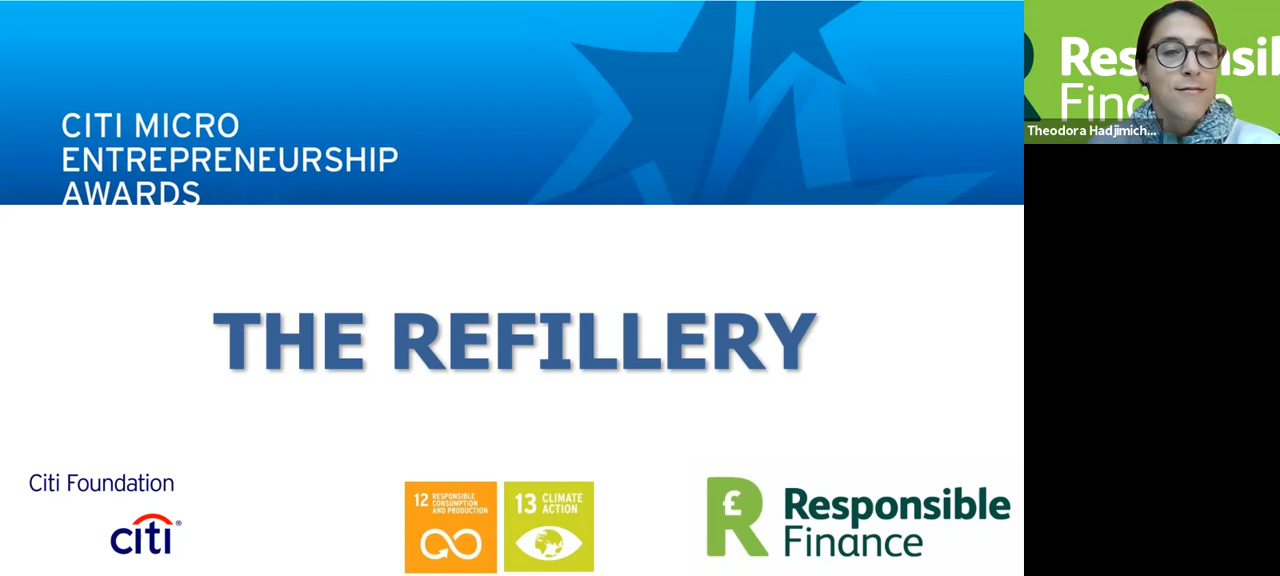 CITI MICRO
ENTREPRENEURSHIP
AWARDS
Theodora Hadjimich...
THE REFILLERY
Citi Foundation
citi®
12 RESPONSIBLE
CONSUMPTION
AND PRODUCTION
13 CLIMATE
ACTION
£
Responsible
Finance